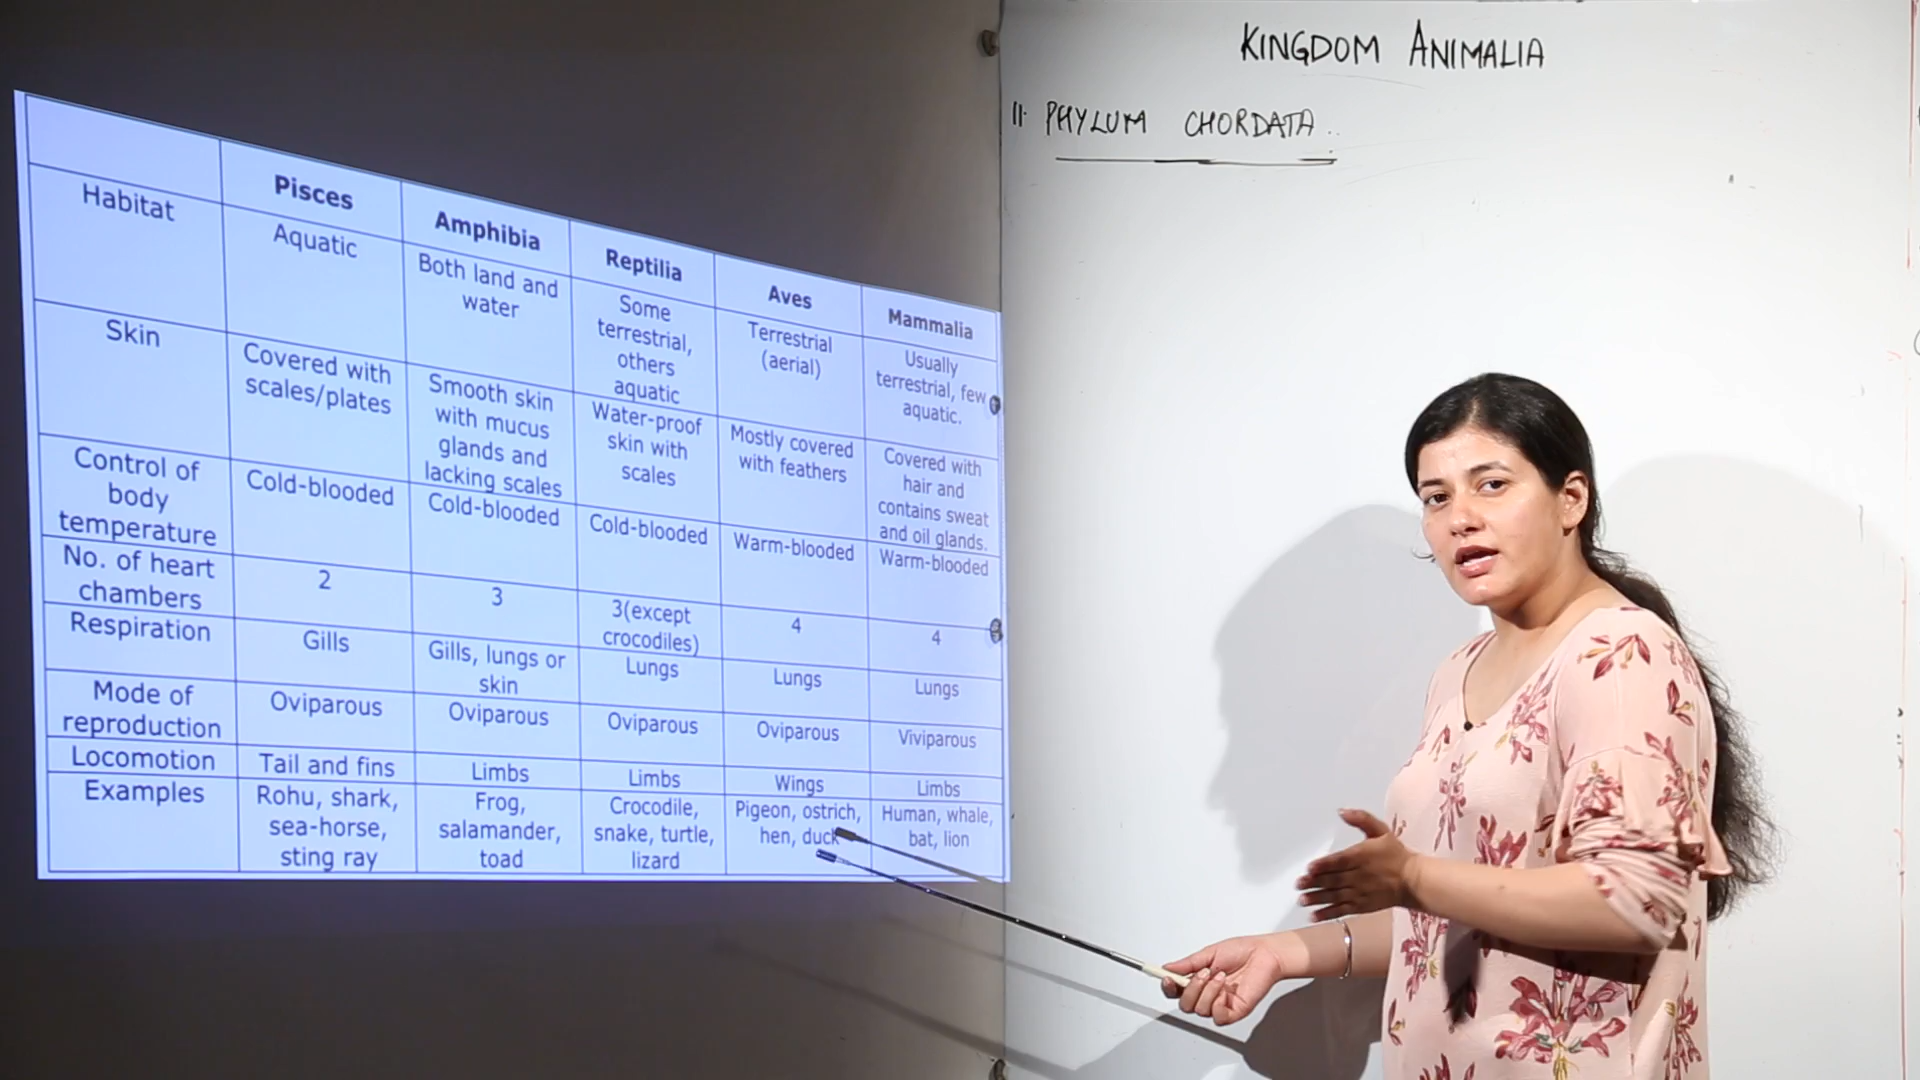 KINGDOM ANIMALIA
11. PHYLUM CHORDATA..
Pisces
Amphibia
Reptilia
Aves
Mammalia
Habitat
Aquatic
Both land and
water
Some
terrestrial,
others
aquatic
Terrestrial
(aerial)
Usually
terrestrial, few
aquatic.
Skin
Covered with
scales/plates
Smooth skin
with mucus
glands and
lacking scales
Water-proof
skin with
scales
Mostly covered
with feathers
Covered with
hair and
contains sweat
and oil glands.
Control of
body
temperature
Cold-blooded
Cold-blooded
Cold-blooded
Warm-blooded
Warm-blooded
No. of heart
chambers
2
3
3(except
crocodiles)
4
4
Respiration
Gills
Gills, lungs or
skin
Lungs
Lungs
Lungs
Mode of
reproduction
Oviparous
Oviparous
Oviparous
Oviparous
Viviparous
Locomotion
Tail and fins
Limbs
Limbs
Wings
Limbs
Examples
Rohu, shark,
sea-horse,
sting ray
Frog,
salamander,
toad
Crocodile,
snake, turtle,
lizard
Pigeon, ostrich,
hen, duck
Human, whale,
bat, lion